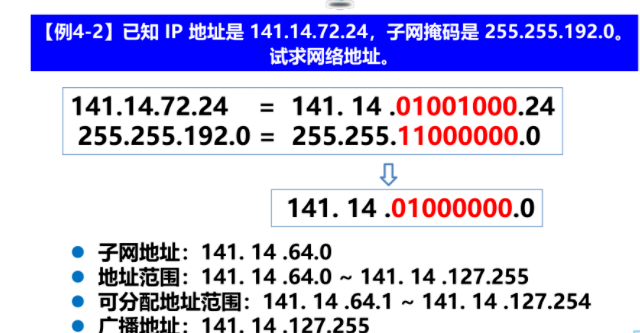 【例4-2】已知 IP 地址是 141.14.72.24，子网掩码是 255.255.192.0。
试求网络地址。
141.14.72.24 = 141. 14 .01001000.24
255.255.192.0 = 255.255.11000000.0
141. 14 .01000000.0
子网地址：141. 14 .64.0
地址范围：141. 14 .64.0 ~ 141. 14 .127.255
可分配地址范围：141. 14 .64.1 ~ 141. 14 .127.254
广播地址：141. 14 .127.255